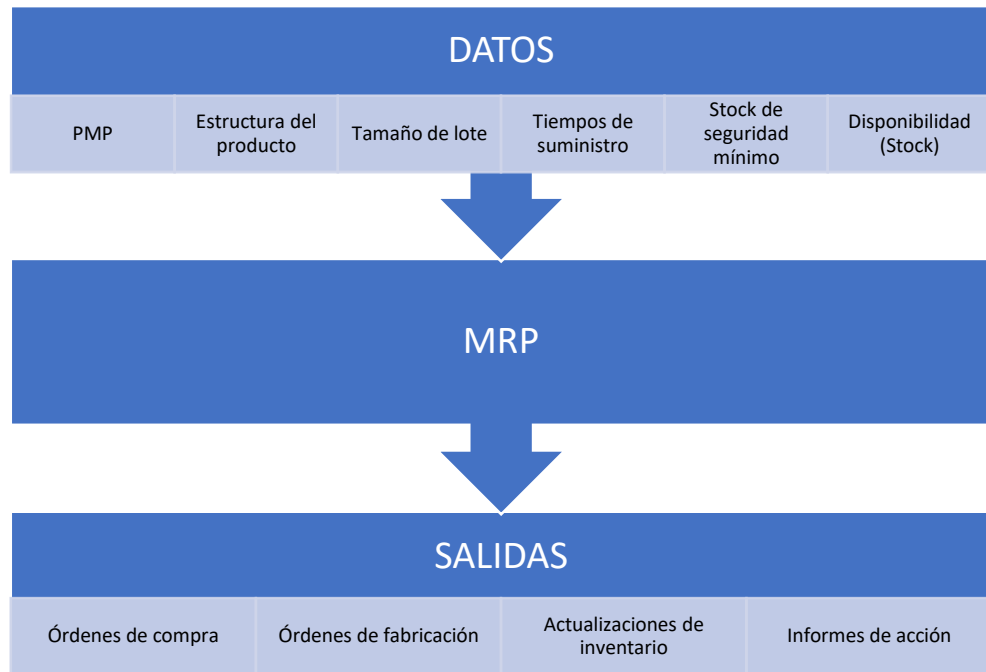 DATOS
PMP
Estructura del
producto
Tamaño de lote
Tiempos de
suministro
Stock de
seguridad
mínimo
Disponibilidad
(Stock)
MRP
SALIDAS
Órdenes de compra
Órdenes de fabricación
Actualizaciones de
inventario
Informes de acción